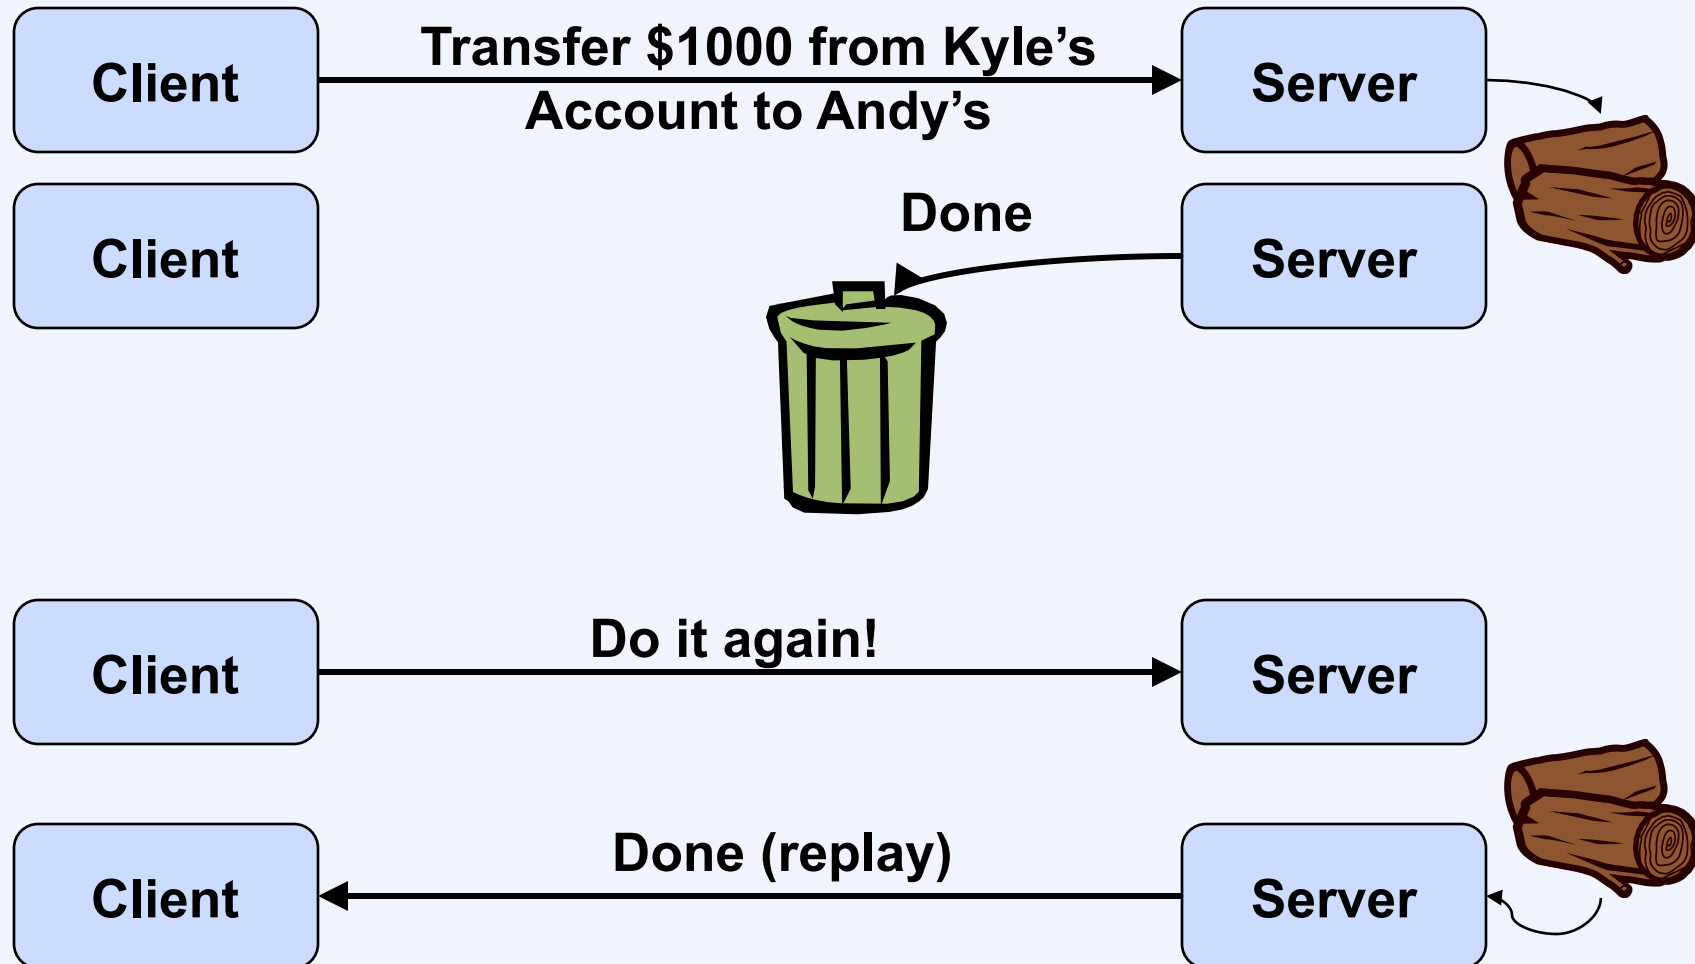 Client
Transfer $1000 from Kyle’s
Account to Andy’s
Server
Client
Done
Server
Client
Do it again!
Server
Client
Done (replay)
Server